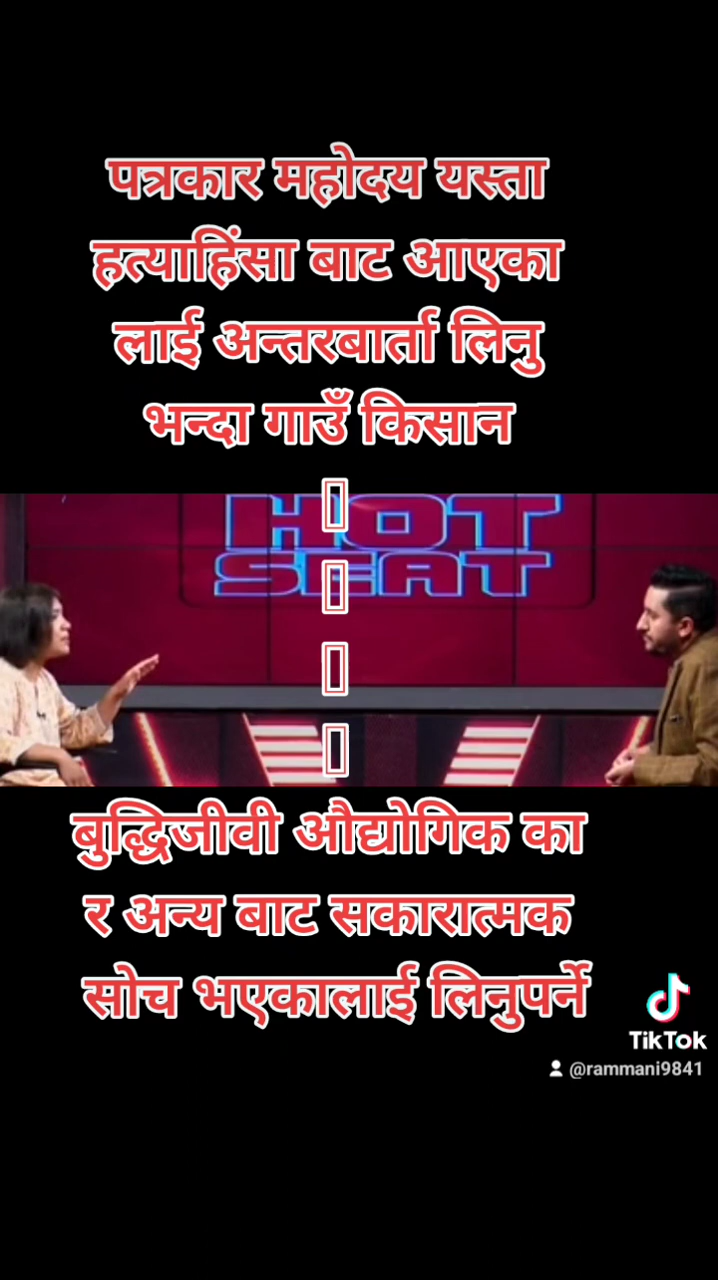 पत्रकार महोदय यस्ता
हत्याहिंसा बाट आएका
लाई अन्तरबार्ता लिनु
भन्दा गाउँ किसान
HOT
SEAT
बुद्धिजीवी औद्योगिक का
र अन्य बाट सकारात्मक
सोच भएकालाई लिनुपर्ने
TikTok
@rammani9841